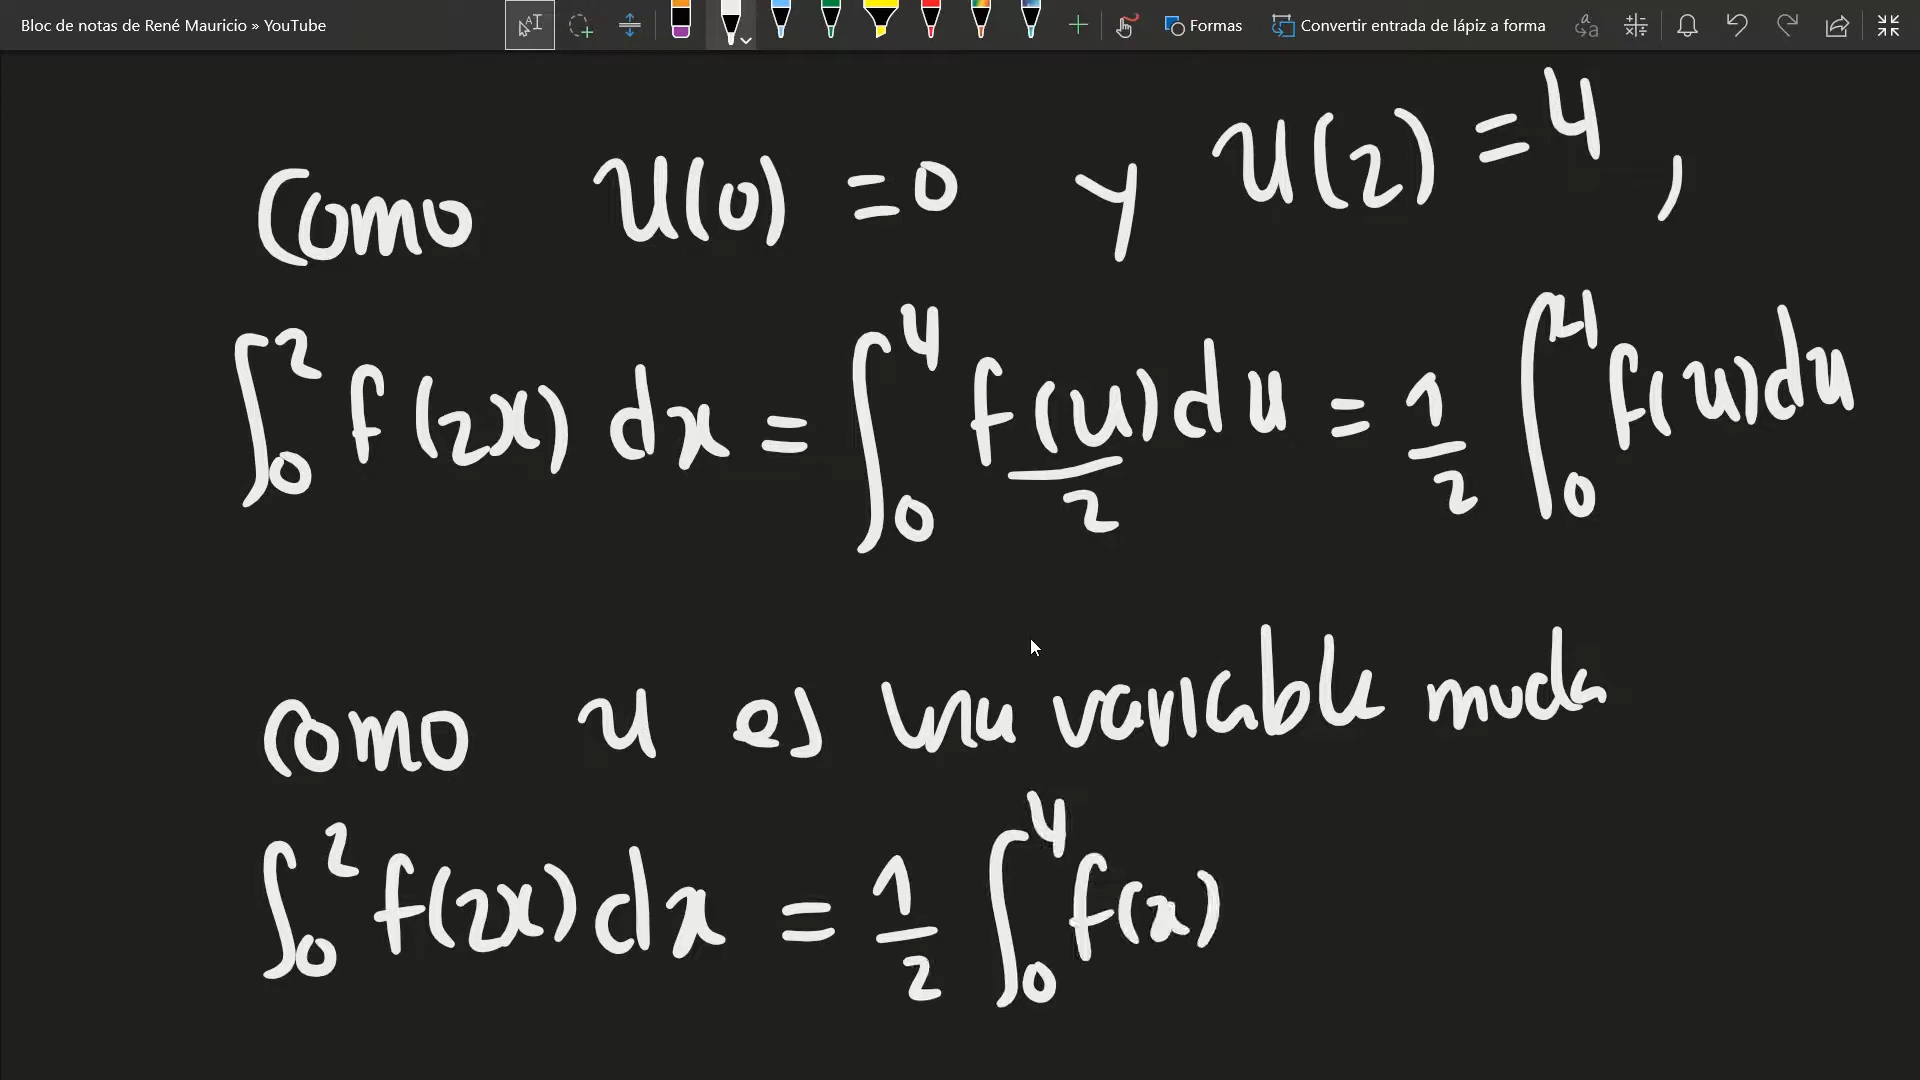 Bloc de notas de René Mauricio » YouTube
Formas
Convertir entrada de lápiz a forma
Como u(0) = 0 y u(2) = 4 ,
∫₀² f(2x) dx = ∫₀⁴ f(u)/2 du = 1/2 ∫₀⁴ f(u)du
como u es una variable muda
∫₀² f(2x) dx = 1/2 ∫₀⁴ f(x)